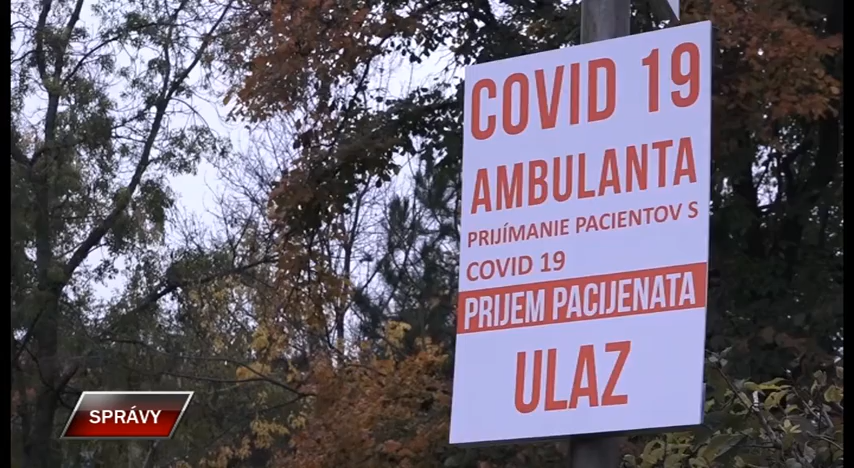 COVID 19
AMBULANTA
PRIJÍMANIE PACIENTOV S
COVID 19
PRIJEM PACIJENATA
ULAZ
SPRÁVY